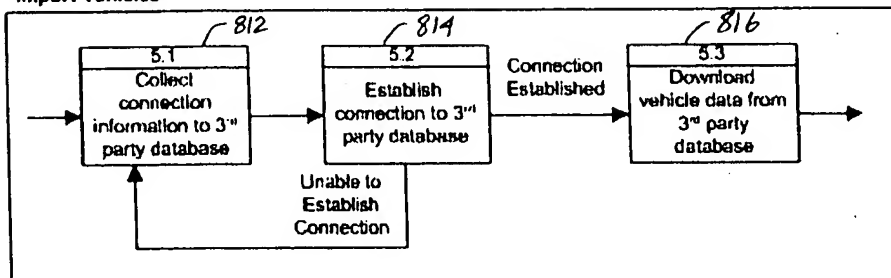 Import Vehicles
812
814
816
5.1
Collect
connection
information to 3rd
party database
5.2
Establish
connection to 3rd
party database
Connection
Established
5.3
Download
vehicle data from
3rd party
database
Unable to
Establish
Connection